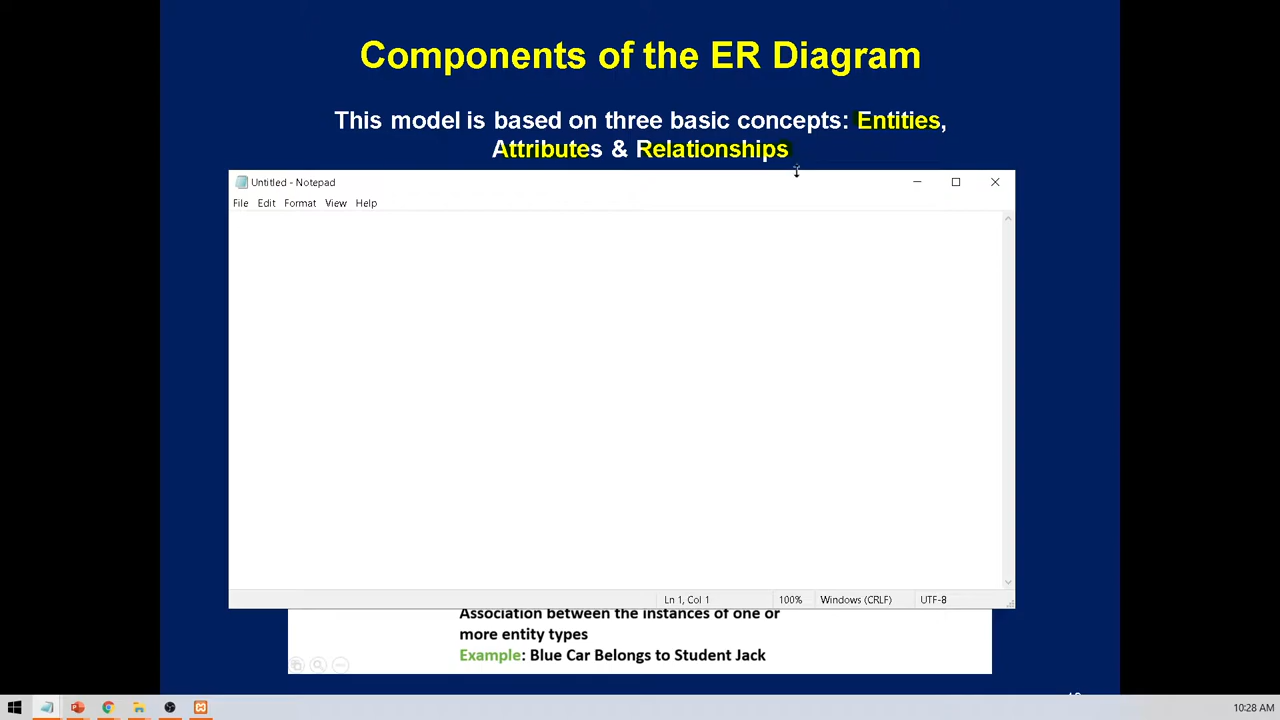 Components of the ER Diagram
This model is based on three basic concepts: Entities,
Attributes & Relationships
Untitled - Notepad
File Edit Format View Help
Ln 1, Col 1 100% Windows (CRLF) UTF-8
Association between the instances of one or
more entity types
Example: Blue Car Belongs to Student Jack
10:28 AM